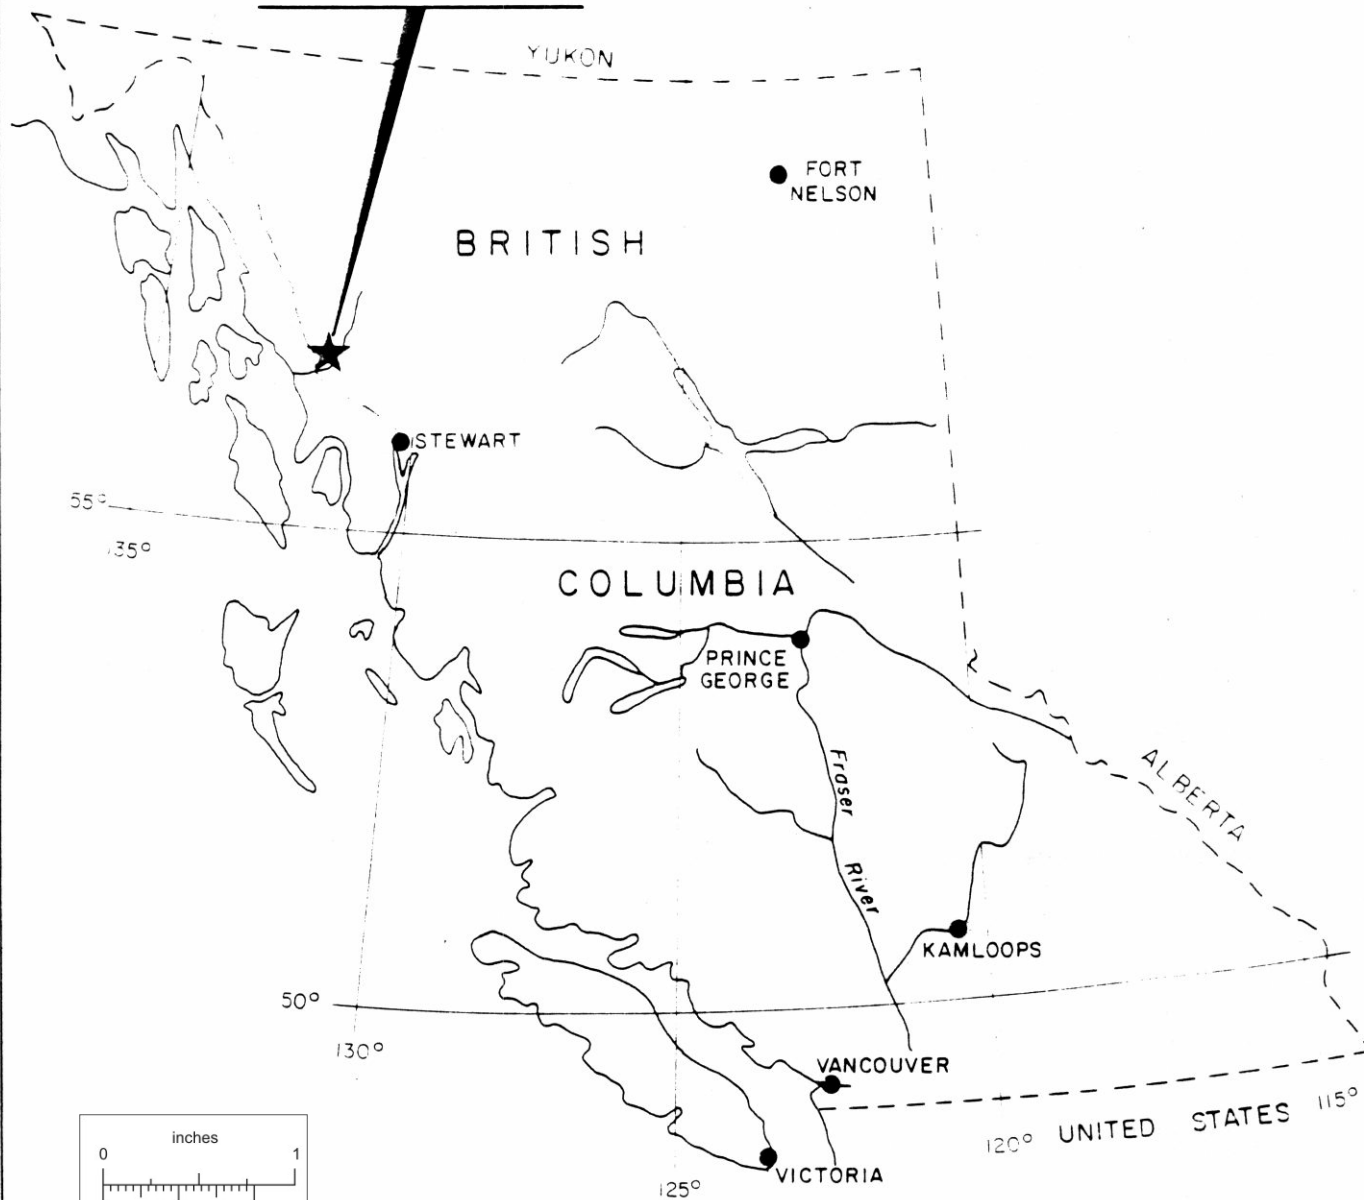 YUKON
FORT
NELSON
BRITISH
STEWART
55°
135°
COLUMBIA
PRINCE
GEORGE
ALBERTA
Fraser
River
KAMLOOPS
50°
130°
VANCOUVER
115°
UNITED STATES
120°
inches
0 1
VICTORIA
125°